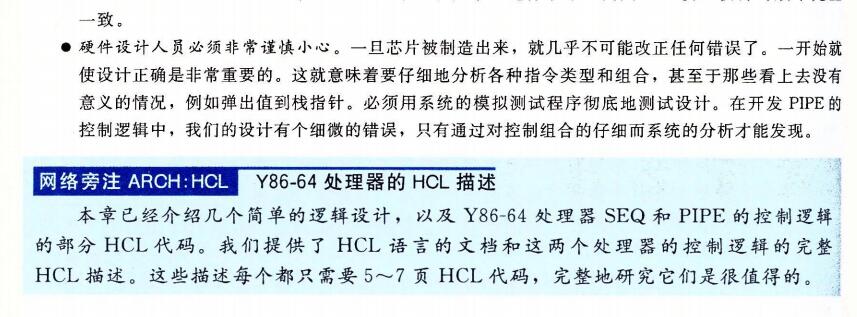 一致。
● 硬件设计人员必须非常谨慎小心。一旦芯片被制造出来，就几乎不可能改正任何错误了。一开始就
使设计正确是非常重要的。这就意味着要仔细地分析各种指令类型和组合，甚至于那些看上去没有
意义的情况，例如弹出值到栈指针。必须用系统的模拟测试程序彻底地测试设计。在开发 PIPE的
控制逻辑中，我们的设计有个细微的错误，只有通过对控制组合的仔细而系统的分析才能发现。
网络旁注 ARCH:HCL Y86-64 处理器的 HCL 描述
本章已经介绍几个简单的逻辑设计，以及 Y86-64 处理器 SEQ 和 PIPE 的控制逻辑
的部分 HCL 代码。我们提供了 HCL 语言的文档和这两个处理器的控制逻辑的完整
HCL 描述。这些描述每个都只需要 5～7 页 HCL 代码，完整地研究它们是很值得的。